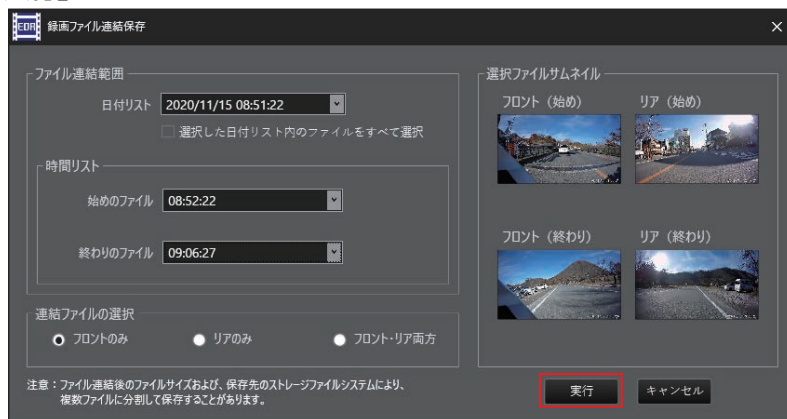 EDR 録画ファイル連結保存
ファイル連結範囲
日付リスト 2020/11/15 08:51:22
選択した日付リスト内のファイルをすべて選択
時間リスト
始めのファイル 08:52:22
終わりのファイル 09:06:27
連結ファイルの選択
フロントのみ リアのみ フロント・リア両方
選択ファイルサムネイル
フロント（始め） リア（始め）
フロント（終わり） リア（終わり）
注意：ファイル連結後のファイルサイズおよび、保存先のストレージファイルシステムにより、
複数ファイルに分割して保存することがあります。
実行 キャンセル